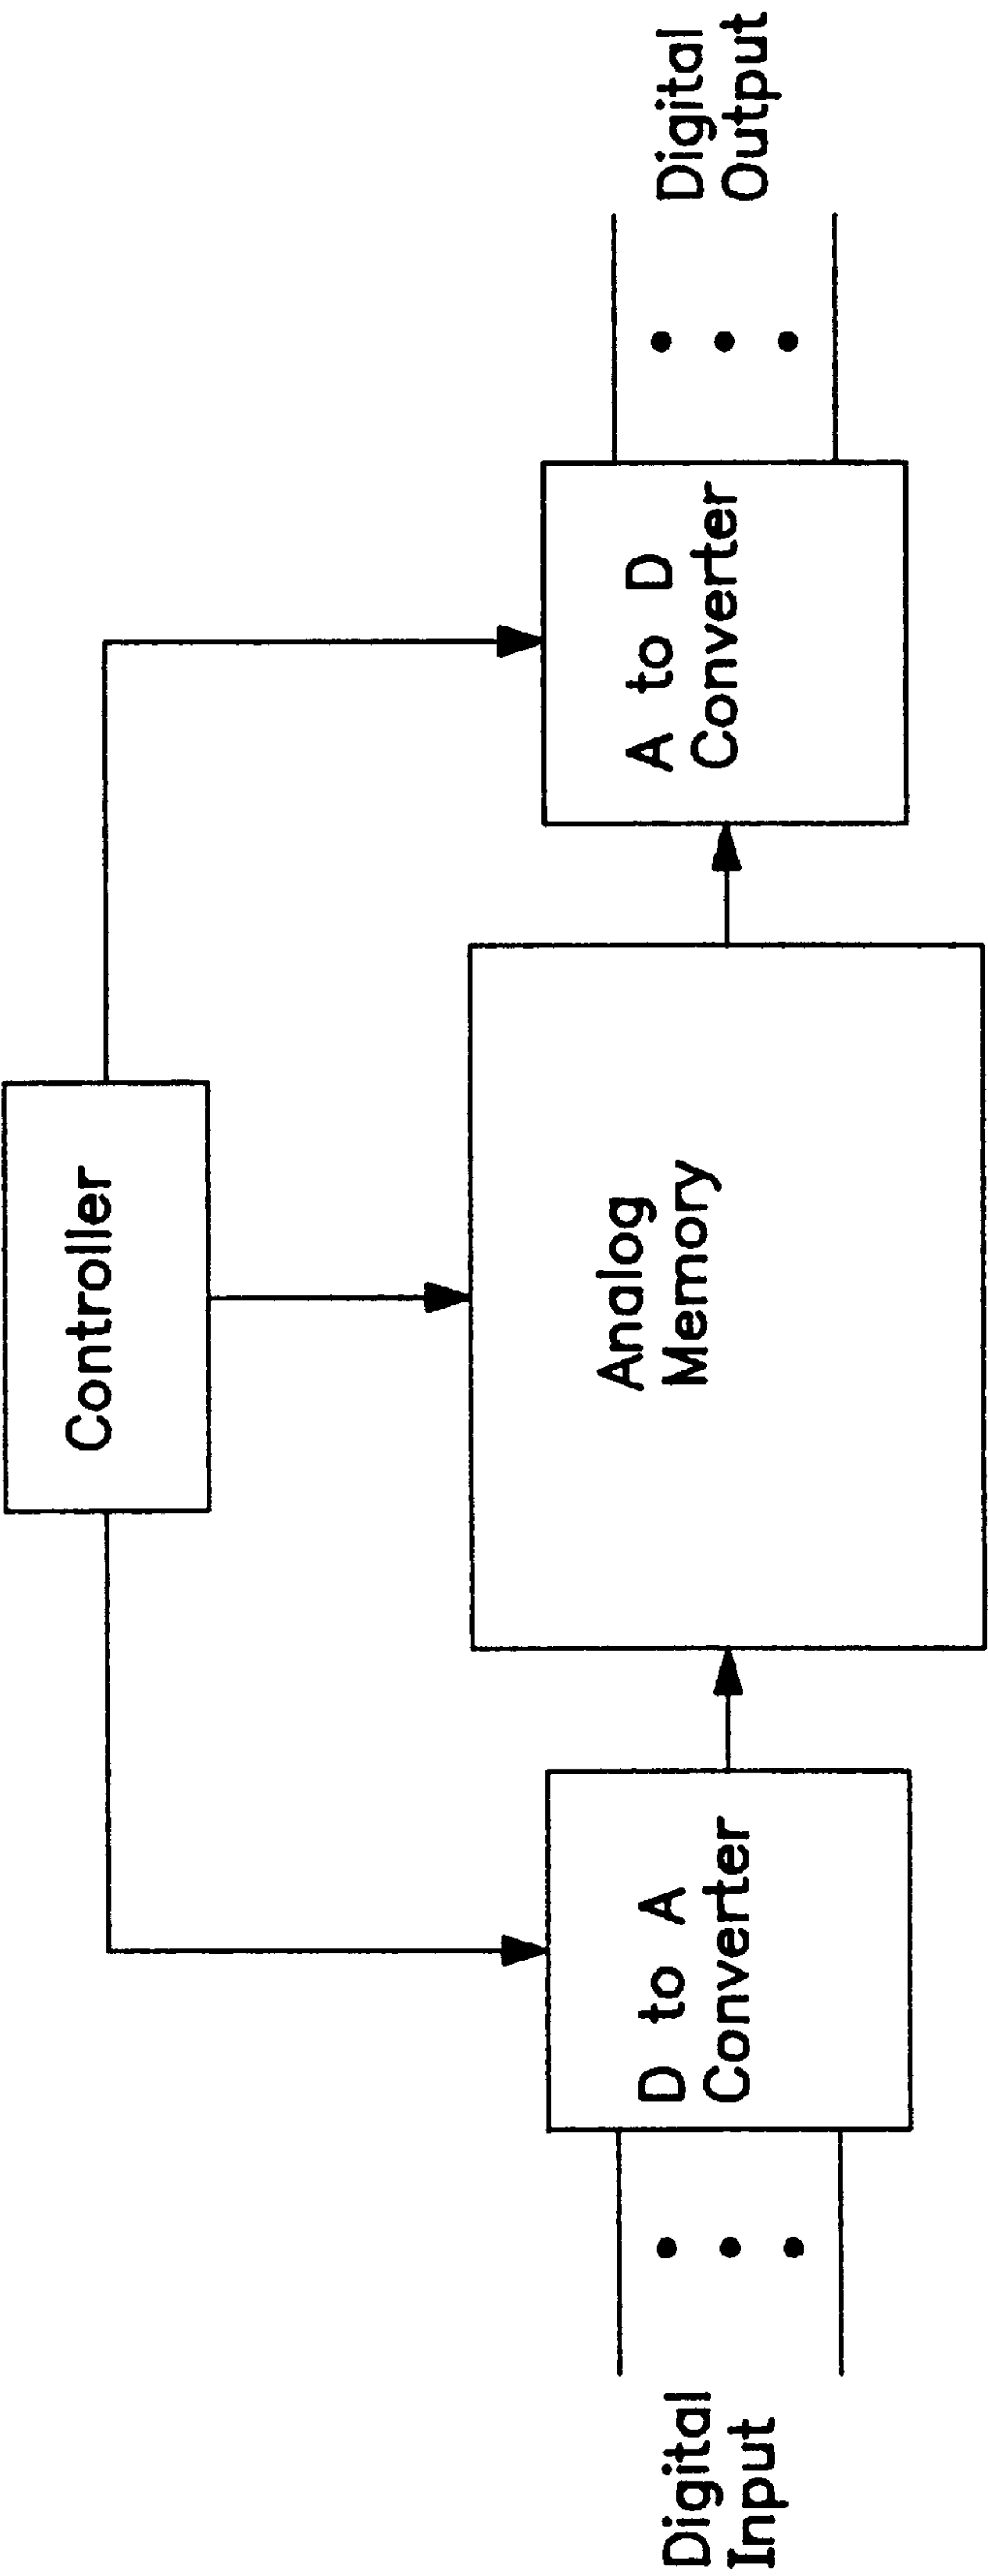 Controller
Digital
Input
D to A
Converter
Analog
Memory
A to D
Converter
Digital
Output